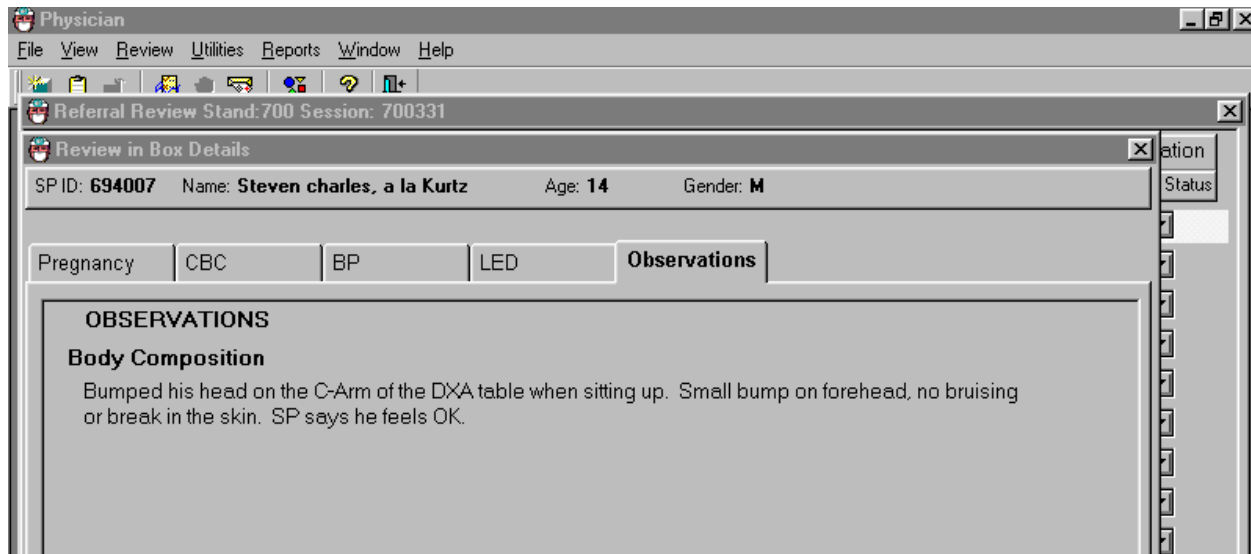 Physician
File View Review Utilities Reports Window Help
Referral Review Stand:700 Session: 700331
Review in Box Details
ation
SP ID: 694007 Name: Steven charles, a la Kurtz Age: 14 Gender: M
Status
Pregnancy CBC BP LED Observations
OBSERVATIONS
Body Composition
Bumped his head on the C-Arm of the DXA table when sitting up. Small bump on forehead, no bruising
or break in the skin. SP says he feels OK.